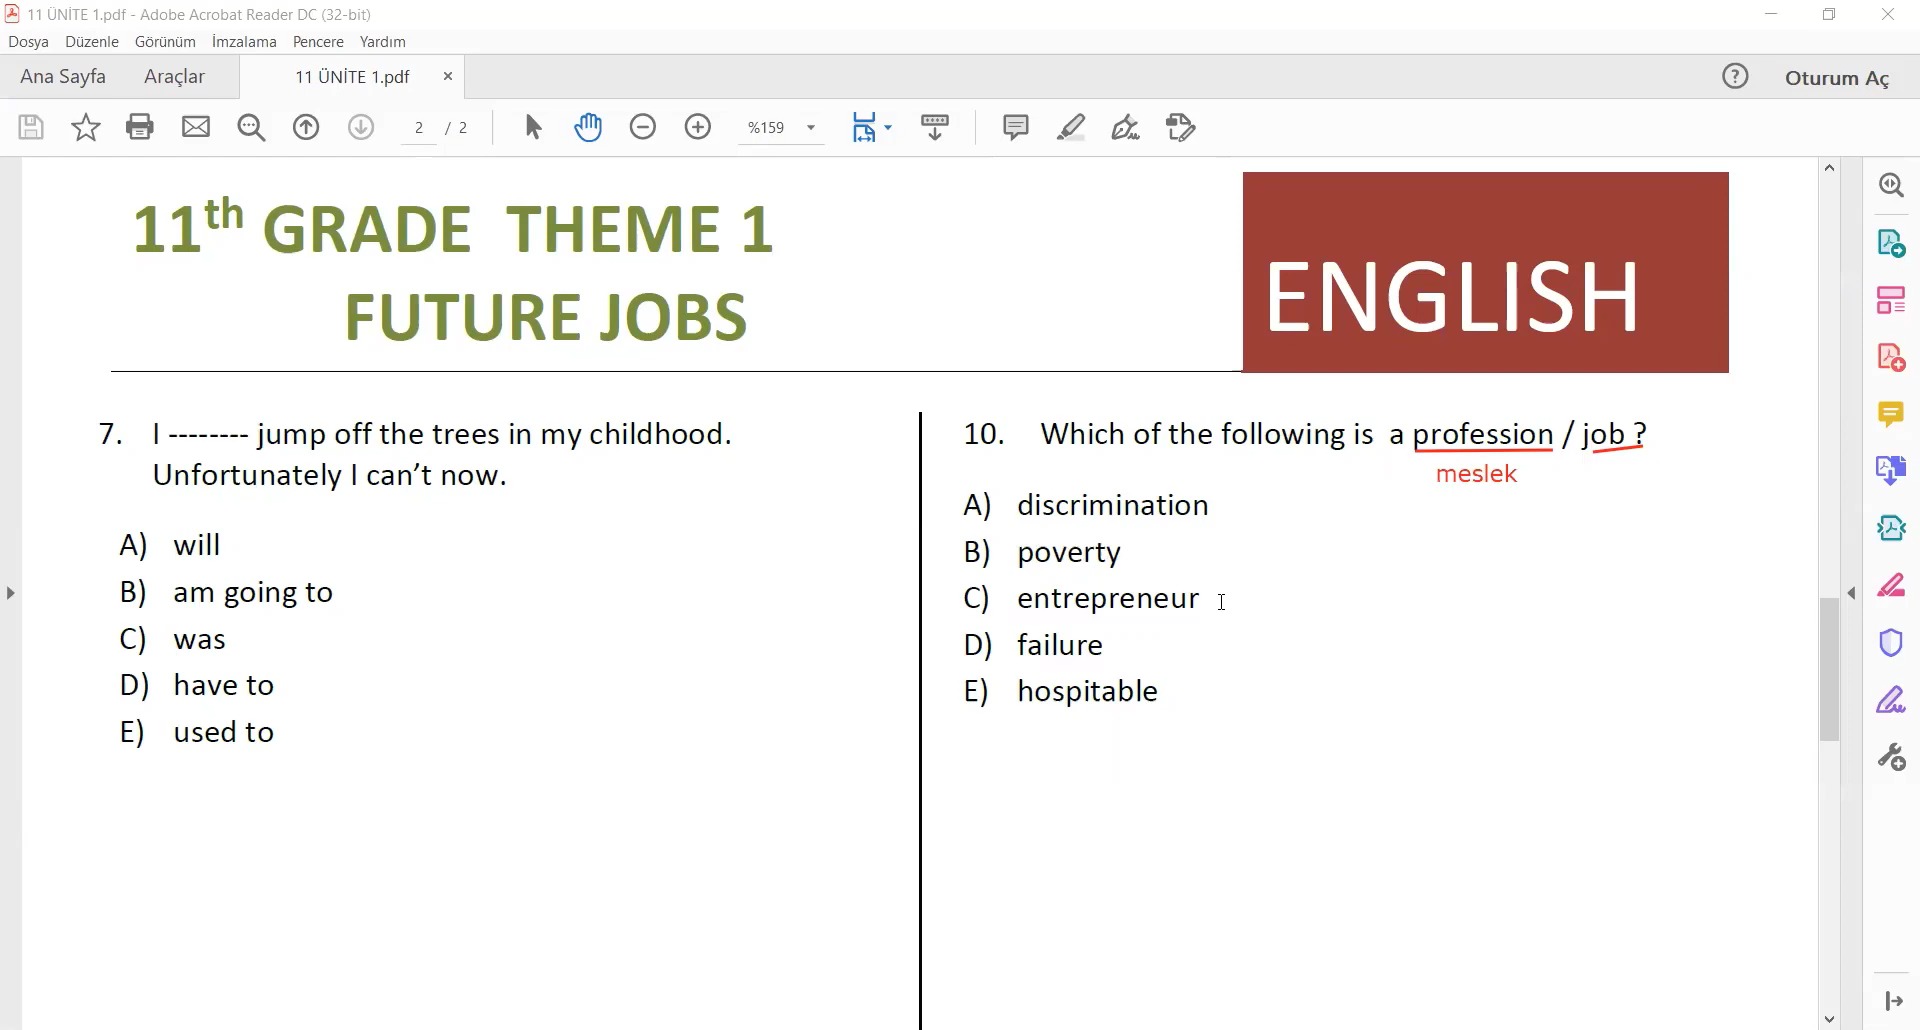 11 ÜNİTE 1.pdf - Adobe Acrobat Reader DC (32-bit)
Dosya Düzenle Görünüm İmzalama Pencere Yardım
Ana Sayfa Araçlar 11 ÜNİTE 1.pdf × Oturum Aç
2 / 2 %159
11th GRADE THEME 1
FUTURE JOBS
ENGLISH
7. I -------- jump off the trees in my childhood.
Unfortunately I can’t now.
A) will
B) am going to
C) was
D) have to
E) used to
10. Which of the following is a profession / job ?
meslek
A) discrimination
B) poverty
C) entrepreneur
D) failure
E) hospitable